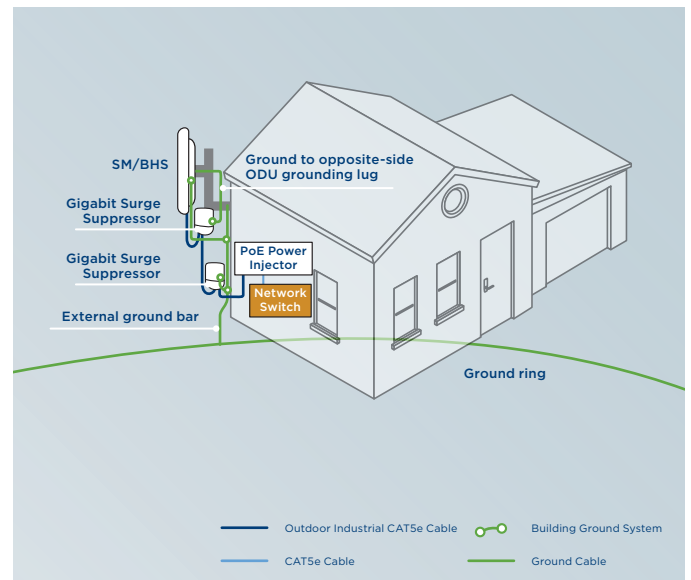 SM/BHS
Ground to opposite-side
ODU grounding lug
Gigabit Surge
Suppressor
Gigabit Surge
Suppressor
PoE Power
Injector
Network
Switch
External ground bar
Ground ring
Outdoor Industrial CAT5e Cable
Building Ground System
CAT5e Cable
Ground Cable